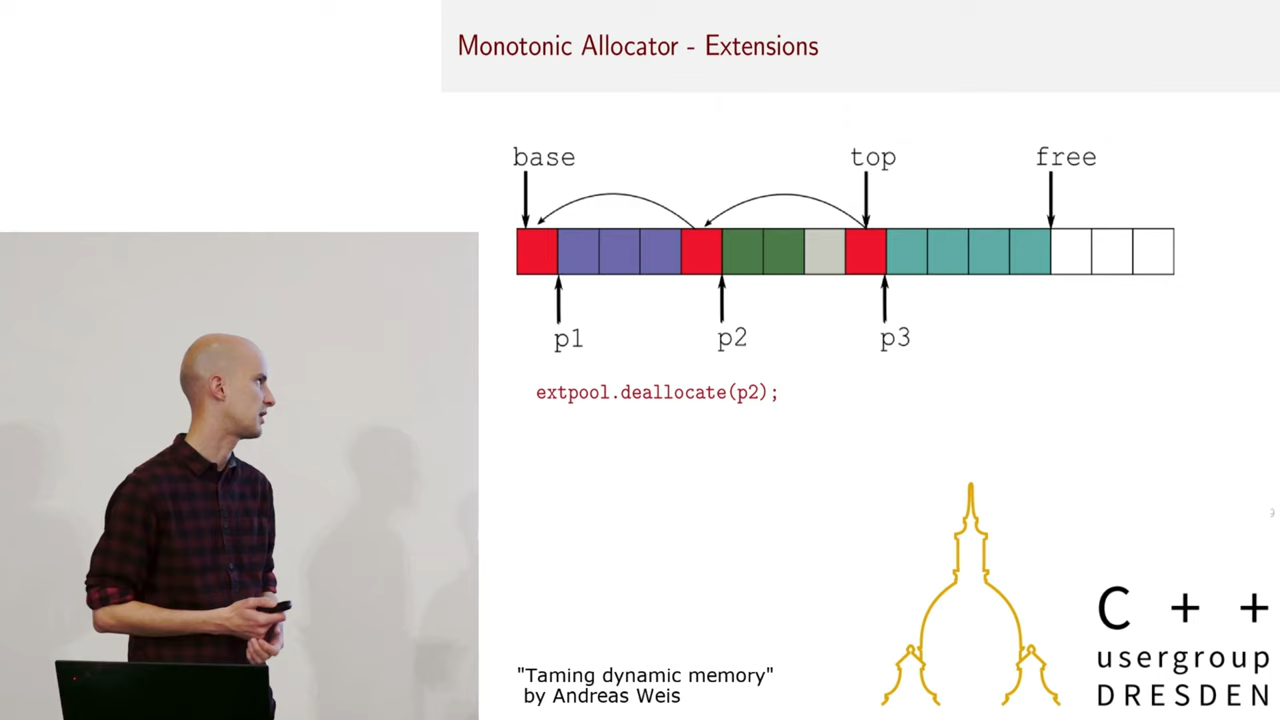 Monotonic Allocator - Extensions
base
top
free
p1
p2
p3
extpool.deallocate(p2);
9
"Taming dynamic memory"
by Andreas Weis
C + +
usergroup
DRESDEN